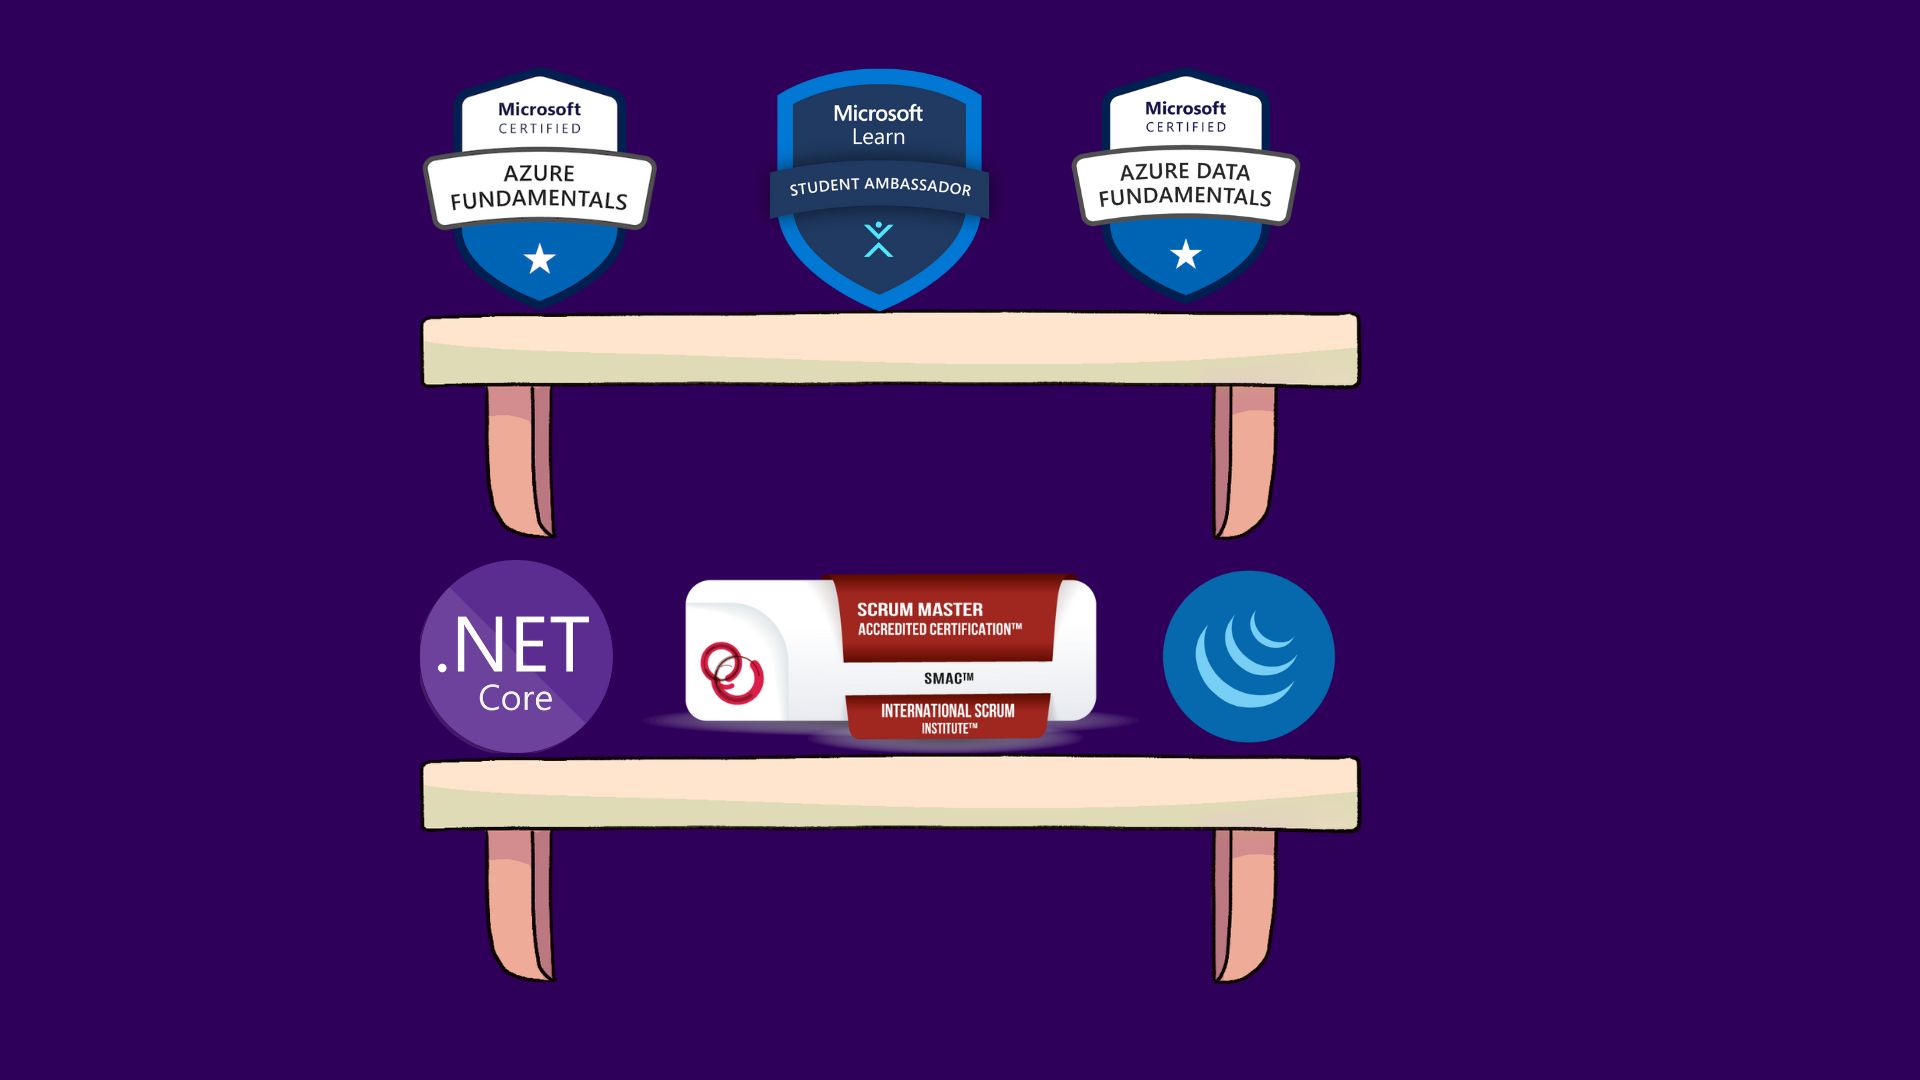 Microsoft
CERTIFIED
AZURE
FUNDAMENTALS
Microsoft
Learn
STUDENT AMBASSADOR
Microsoft
CERTIFIED
AZURE DATA
FUNDAMENTALS
.NET
Core
SCRUM MASTER
ACCREDITED CERTIFICATION™
SMAC™
INTERNATIONAL SCRUM
INSTITUTE™